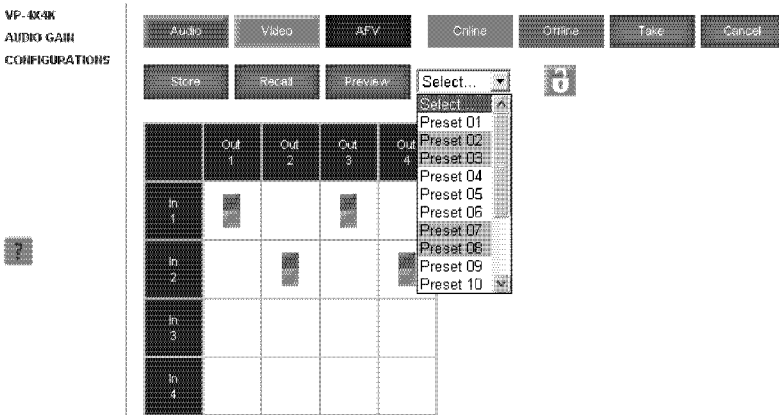 VP-4X4K
AUDIO GAIN
CONFIGURATIONS
Audio Video AFV Online Offline Take Cancel
Store Recall Preview Select...
Select...
Preset 01
Preset 02
Preset 03
Preset 04
Preset 05
Preset 06
Preset 07
Preset 08
Preset 09
Preset 10
Out 1 Out 2 Out 3 Out 4
In 1
In 2
In 3
In 4
?